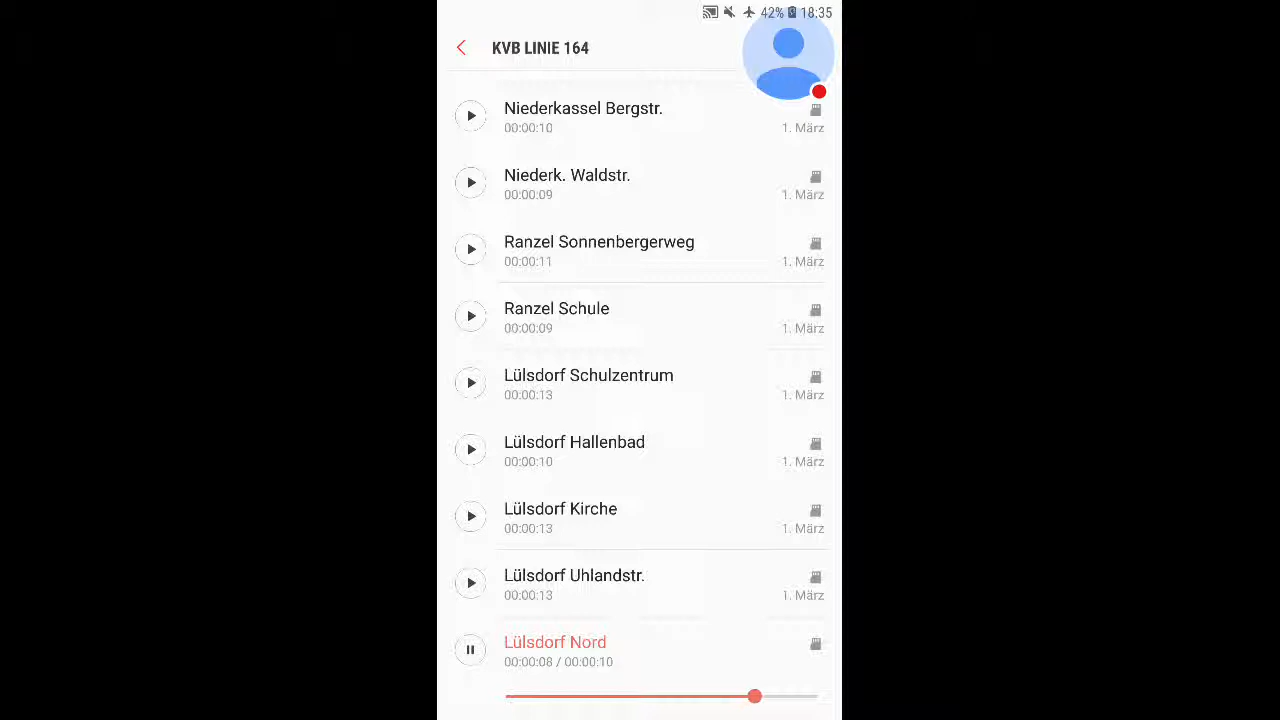 42% 18:35
KVB LINIE 164
Niederkassel Bergstr.
00:00:10 1. März
Niederk. Waldstr.
00:00:09 1. März
Ranzel Sonnenbergerweg
00:00:11 1. März
Ranzel Schule
00:00:09 1. März
Lülsdorf Schulzentrum
00:00:13 1. März
Lülsdorf Hallenbad
00:00:10 1. März
Lülsdorf Kirche
00:00:13 1. März
Lülsdorf Uhlandstr.
00:00:13 1. März
Lülsdorf Nord
00:00:08 / 00:00:10